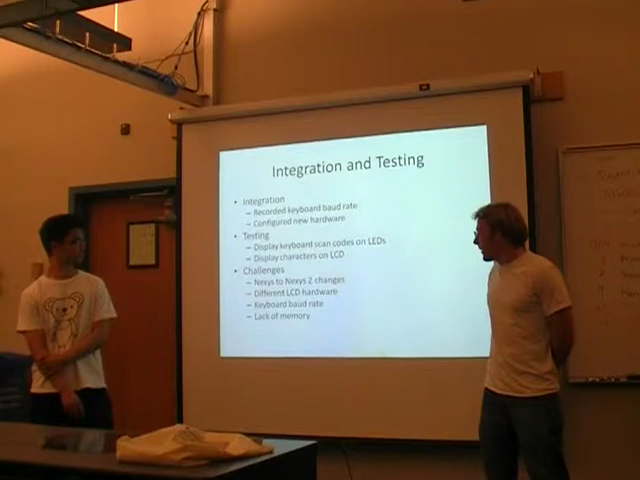 Integration and Testing
• Integration
– Recorded keyboard baud rate
– Configured new hardware
• Testing
– Display keyboard scan codes on LEDs
– Display characters on LCD
• Challenges
– Nexys to Nexys 2 changes
– Different LCD hardware
– Keyboard baud rate
– Lack of memory